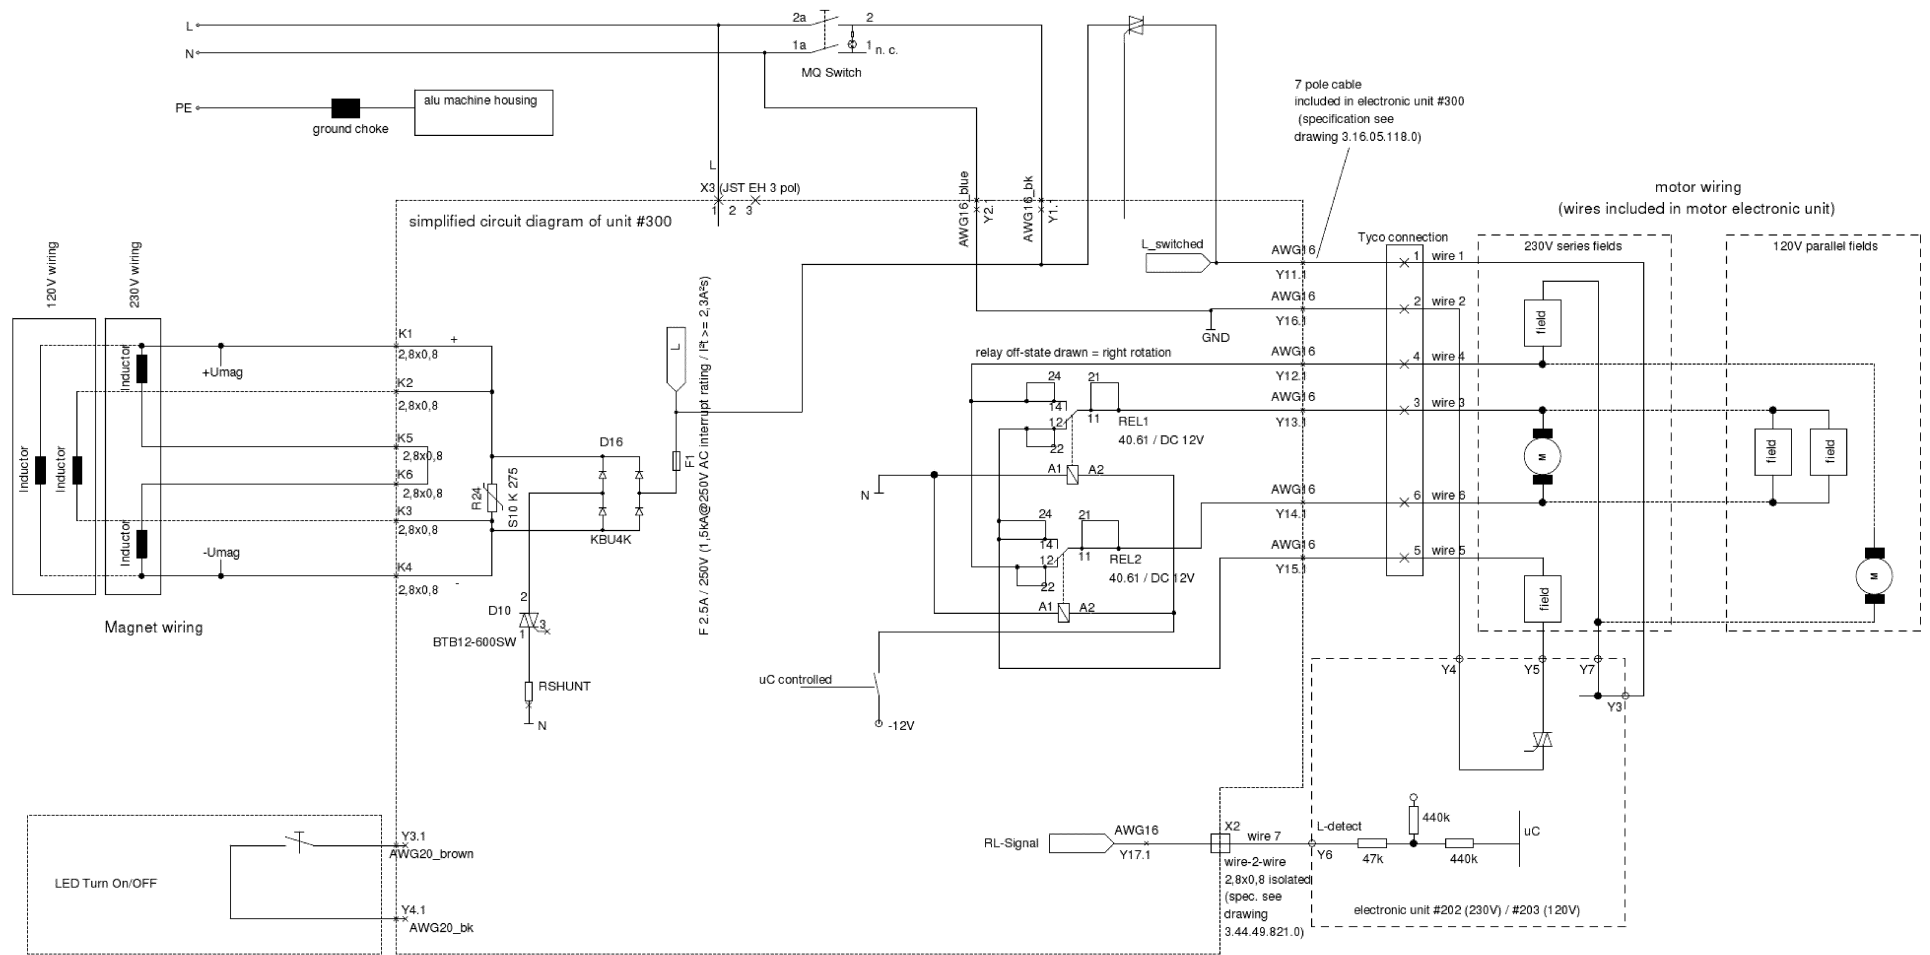 L
N
PE
2a
2
1a
1 n. c.
MQ Switch
alu machine housing
ground choke
7 pole cable
included in electronic unit #300
(specification see
drawing 3.16.05.118.0)
L
X3 (JST EH 3 pol)
1 2 3
simplified circuit diagram of unit #300
AWG16_blue
Y2.1
AWG16_bk
Y1.1
motor wiring
(wires included in motor electronic unit)
Tyco connection
230V series fields
120V parallel fields
120V wiring
230V wiring
L_switched
AWG16
Y11.1
1
wire 1
AWG16
Y16.1
2
wire 2
GND
relay off-state drawn = right rotation
AWG16
Y12.1
4
wire 4
AWG16
Y13.1
3
wire 3
AWG16
Y14.1
6
wire 6
AWG16
Y15.1
5
wire 5
field
field
field
field
M
M
Inductor
Inductor
Inductor
Inductor
+Umag
-Umag
Magnet wiring
K1
+
2,8x0,8
K2
2,8x0,8
K5
2,8x0,8
K6
2,8x0,8
K3
2,8x0,8
K4
-
2,8x0,8
R24
S10 K 275
D16
KBU4K
L
F1
F 2.5A / 250V (1,5kA@250V AC interrupt rating / I²t >= 2,3A²s)
D10
2
3
1
BTB12-600SW
RSHUNT
N
24
21
14
12
11
22
REL1
40.61 / DC 12V
A1
A2
N
24
21
14
12
11
22
REL2
40.61 / DC 12V
A1
A2
uC controlled
-12V
Y4
Y5
Y7
Y3
LED Turn On/OFF
Y3.1
AWG20_brown
Y4.1
AWG20_bk
RL-Signal
AWG16
Y17.1
X2
wire 7
wire-2-wire
2,8x0,8 isolated
(spec. see
drawing
3.44.49.821.0)
L-detect
Y6
47k
440k
440k
uC
electronic unit #202 (230V) / #203 (120V)